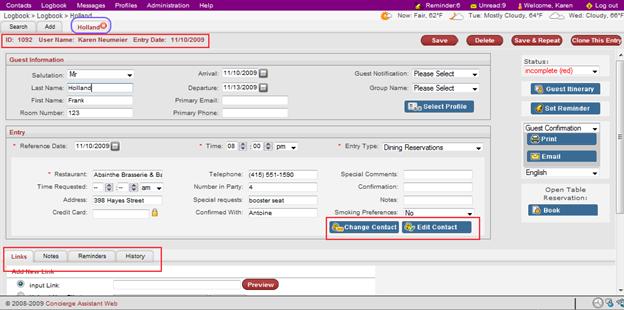 Contacts Logbook Messages Profiles Administration Help Reminder:6 Unread:9 Welcome, Karen Log out
Logbook » Logbook » Holland Now: Fair, 62°F Tue: Mostly Cloudy, 64°F Wed: Cloudy, 66°F
Search Add Holland
ID: 1092 User Name: Karen Neumeier Entry Date: 11/10/2009 Save Delete Save & Repeat Clone This Entry
Guest Information
Salutation: Mr Arrival: 11/10/2009 Guest Notification: Please Select
Last Name: Holland Departure: 11/13/2009 Group Name: Please Select
First Name: Frank Primary Email: Select Profile
Room Number: 123 Primary Phone:
Status:
incomplete (red)
Guest Itinerary
Set Reminder
Guest Confirmation
Print
Email
English
Open Table
Reservation:
Book
Entry
* Reference Date: 11/10/2009 * Time: 08 : 00 pm * Entry Type: Dining Reservations
* Restaurant: Absinthe Brasserie & Ba Telephone: (415) 551-1590 Special Comments:
Time Requested: -- : -- am Number in Party: 4 Confirmation:
Address: 398 Hayes Street Special requests: booster seat Notes:
Credit Card: Confirmed With: Antoine Smoking Preferences: No
Change Contact Edit Contact
Links Notes Reminders History
Add New Link
input Link: Preview
© 2008-2009 Concierge Assistant Web